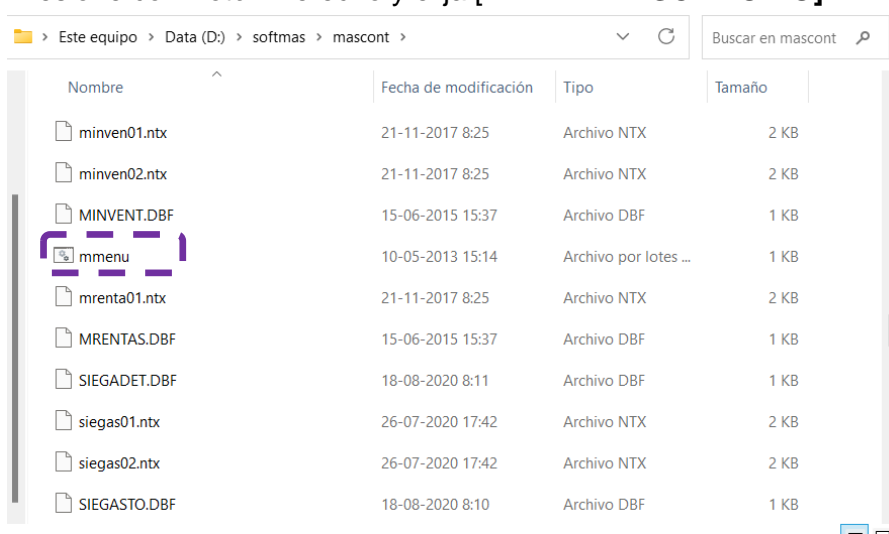 Este equipo > Data (D:) > softmas > mascont > Buscar en mascont
Nombre Fecha de modificación Tipo Tamaño
minven01.ntx 21-11-2017 8:25 Archivo NTX 2 KB
minven02.ntx 21-11-2017 8:25 Archivo NTX 2 KB
MINVENT.DBF 15-06-2015 15:37 Archivo DBF 1 KB
mmenu 10-05-2013 15:14 Archivo por lotes ... 1 KB
mrenta01.ntx 21-11-2017 8:25 Archivo NTX 2 KB
MRENTAS.DBF 15-06-2015 15:37 Archivo DBF 1 KB
SIEGADET.DBF 18-08-2020 8:11 Archivo DBF 1 KB
siegas01.ntx 26-07-2020 17:42 Archivo NTX 2 KB
siegas02.ntx 26-07-2020 17:42 Archivo NTX 2 KB
SIEGASTO.DBF 18-08-2020 8:10 Archivo DBF 1 KB